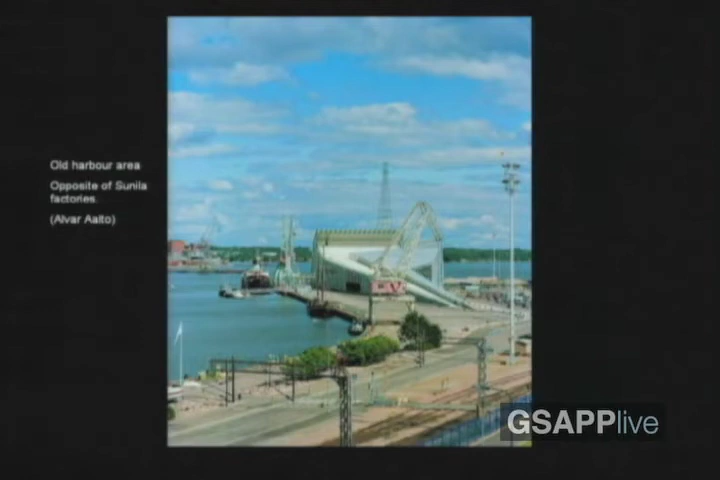 Old harbour area
Opposite of Sunila
factories.
(Alvar Aalto)
GSAPPlive